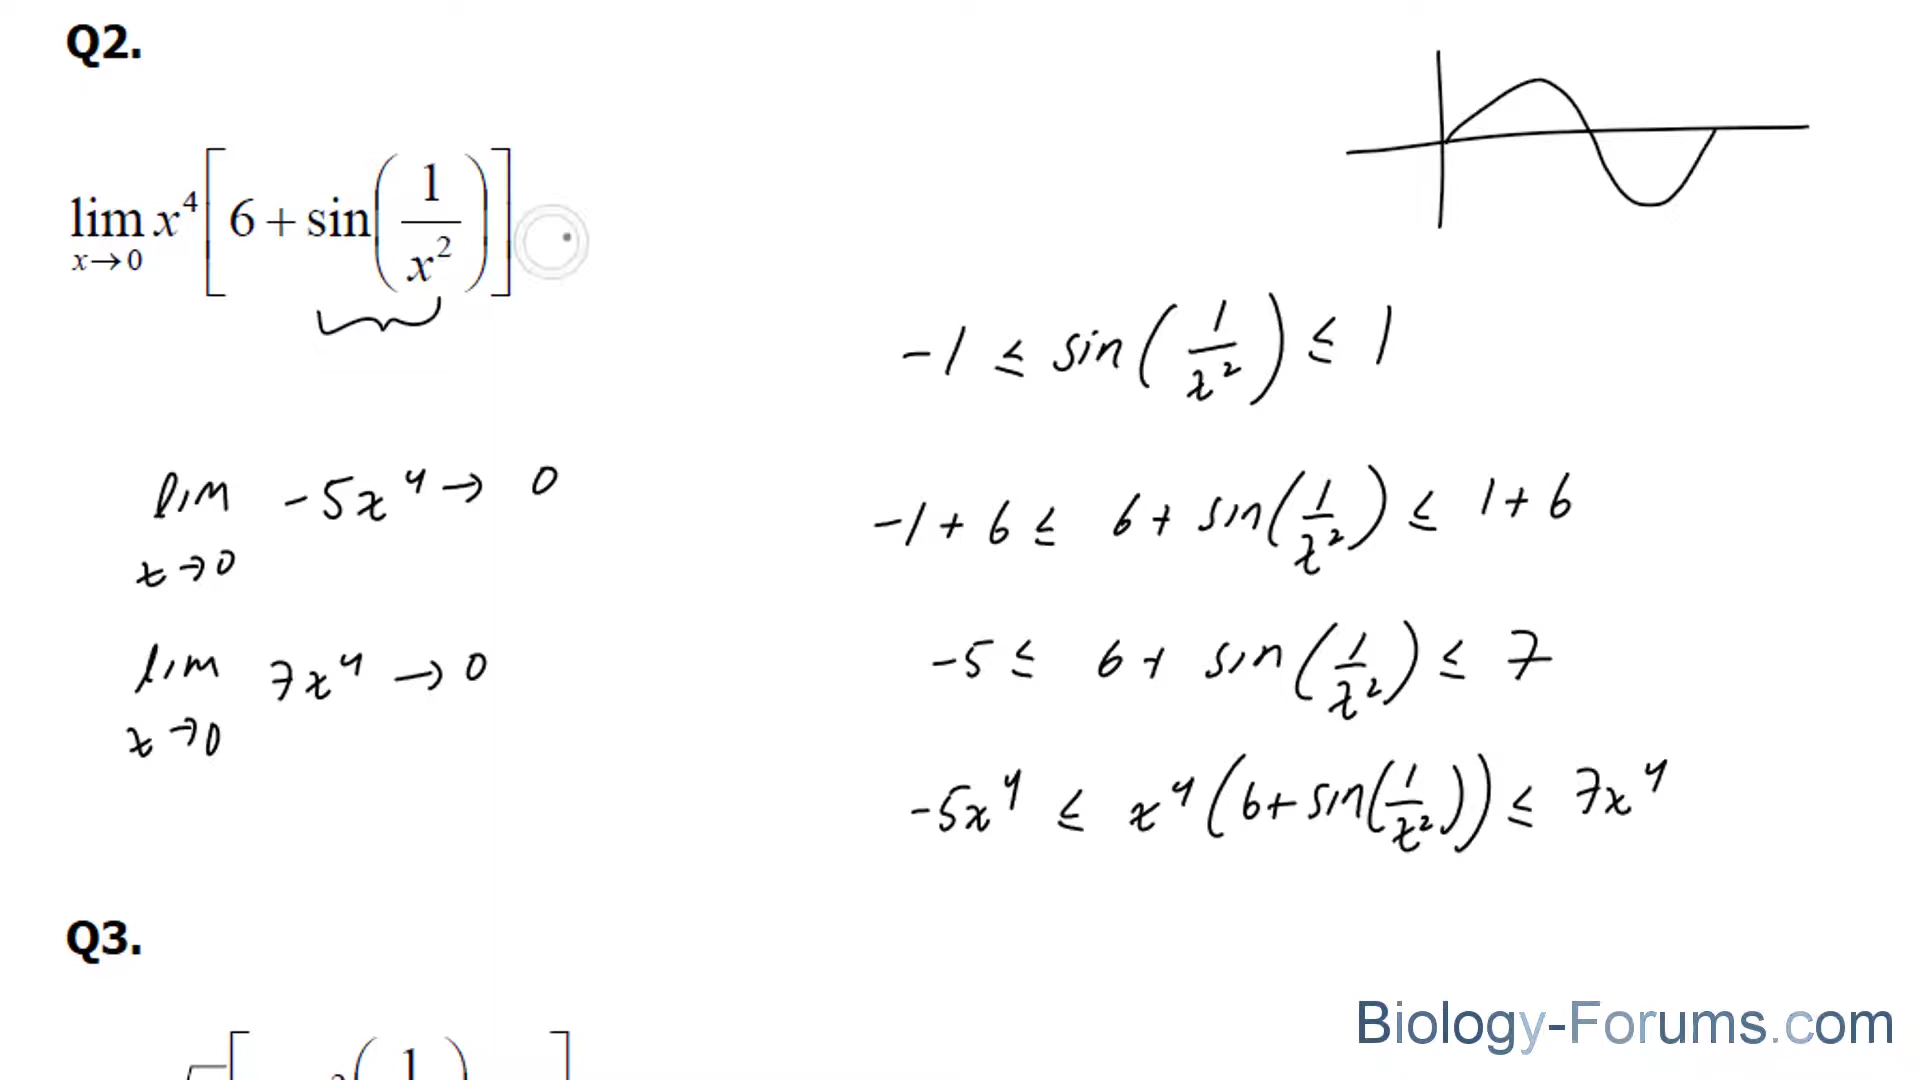 Q2.
lim x→0 x⁴[6 + sin(1/x²)]
-1 ≤ sin(1/x²) ≤ 1
lim x→0 -5x⁴ → 0
-1 + 6 ≤ 6 + sin(1/x²) ≤ 1 + 6
lim x→0 7x⁴ → 0
-5 ≤ 6 + sin(1/x²) ≤ 7
-5x⁴ ≤ x⁴(6 + sin(1/x²)) ≤ 7x⁴
Q3.
Biology-Forums.com